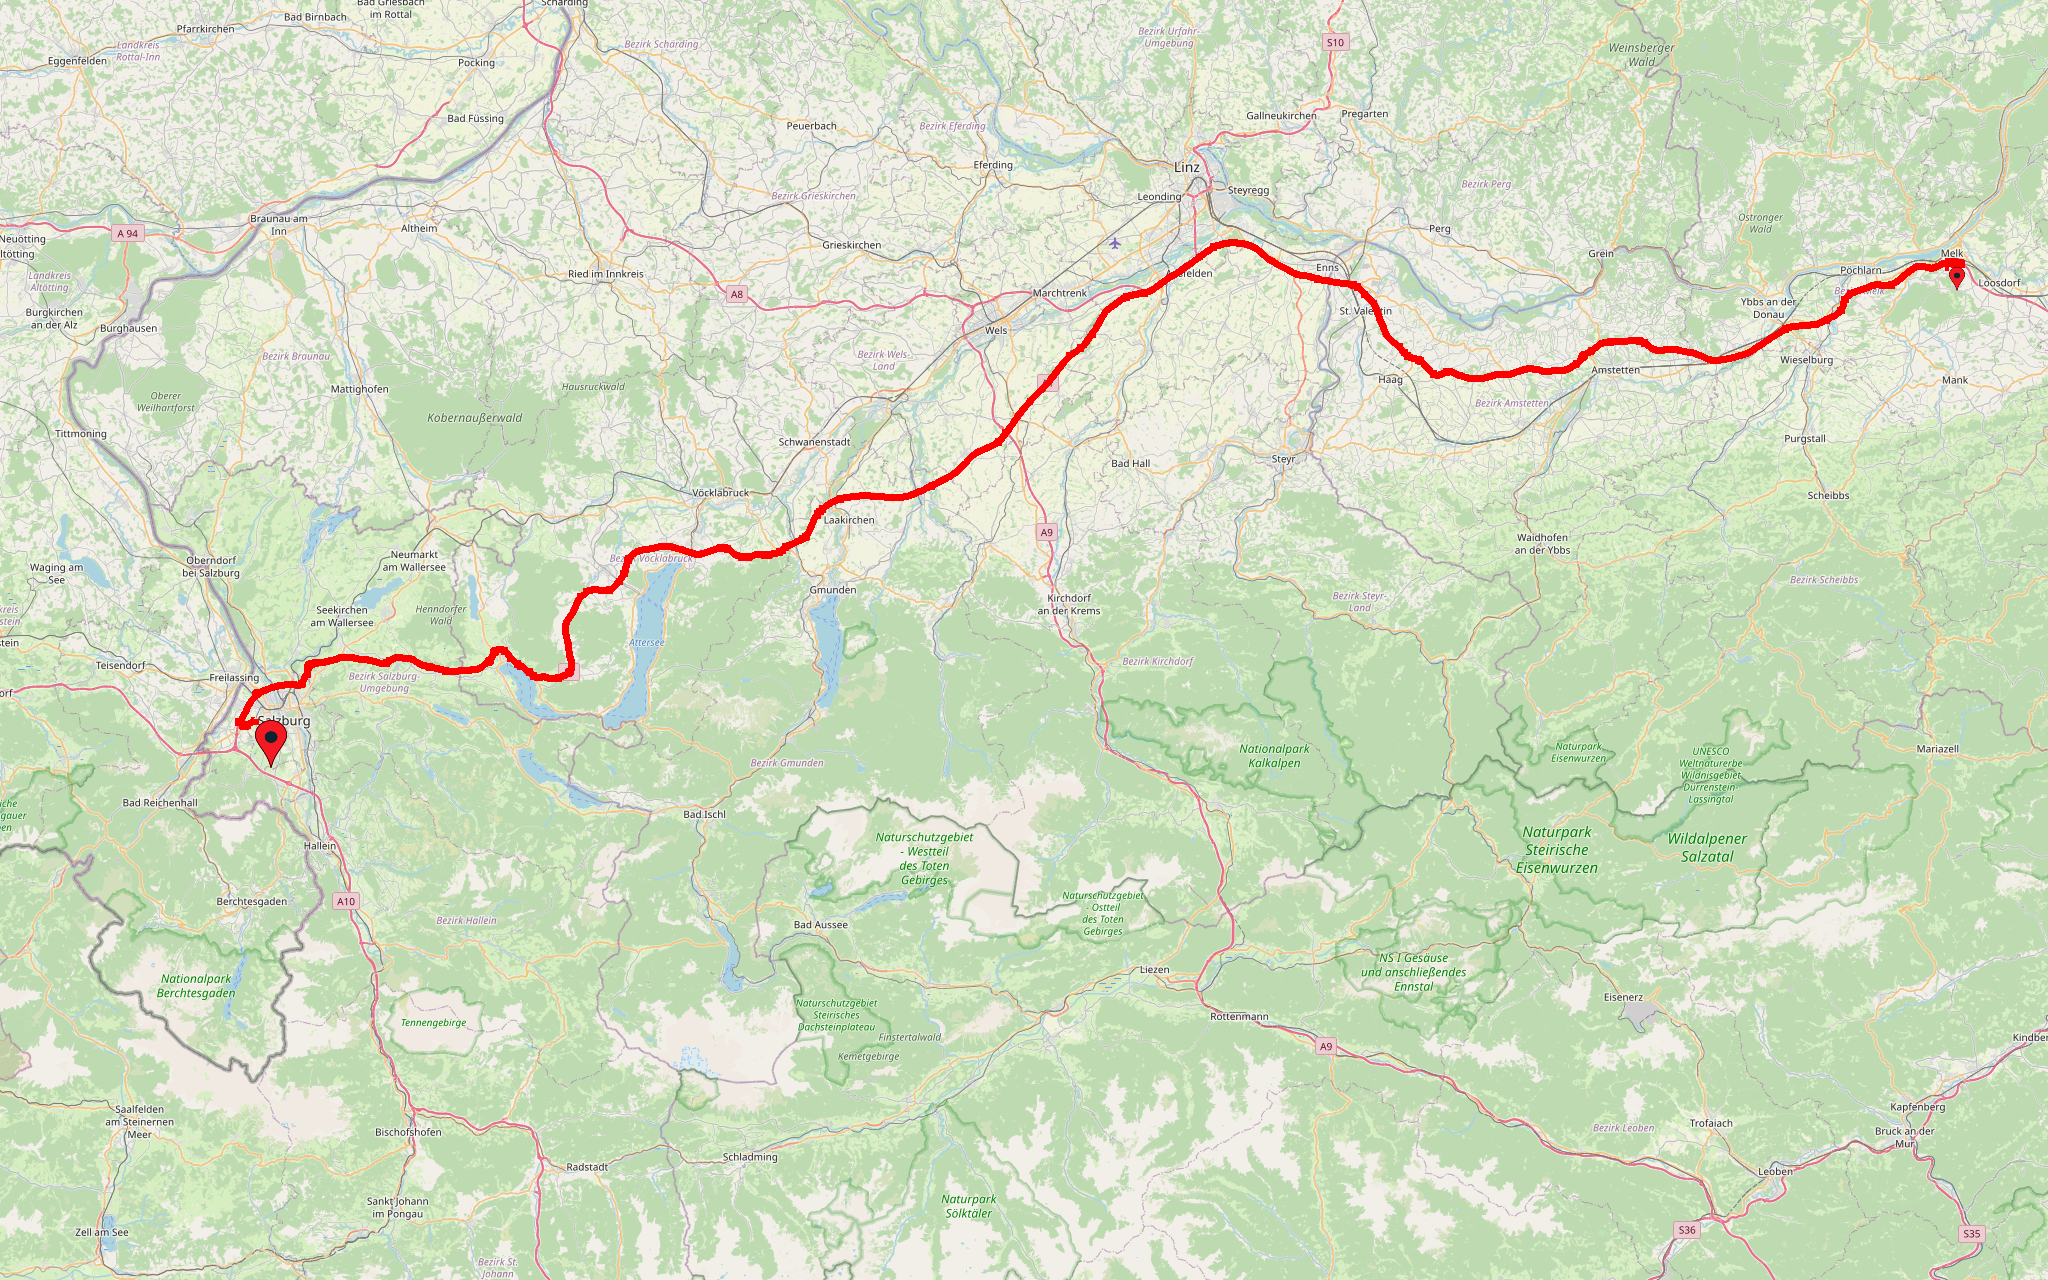 Schärding
Bad Griesbach
im Rottal
Bad Birnbach
Pfarrkirchen
Landkreis
Rottal-Inn
Eggenfelden
Pocking
Bezirk Schärding
Bezirk Urfahr-
Umgebung
S10
Weinsberger
Wald
Bad Füssing
Peuerbach
Bezirk Eferding
Gallneukirchen
Pregarten
Eferding
Linz
Steyregg
Leonding
Bezirk Perg
Bezirk Grieskirchen
Braunau am
Inn
Altheim
A 94
Neuötting
Landkreis
Altötting
Grieskirchen
Perg
Ostronger
Wald
Grein
Melk
Ried im Innkreis
Enns
Pöchlarn
Loosdorf
A8
Marchtrenk
Ybbs an der
Donau
Burgkirchen
an der Alz
Burghausen
St. Valentin
Wels
Bezirk Braunau
Bezirk Wels-
Land
Wieselburg
Amstetten
Haag
Mank
Mattighofen
Hausruckwald
Oberer
Weilhartforst
Bezirk Amstetten
Kobernaußerwald
Tittmoning
Schwanenstadt
Purgstall
Bad Hall
Steyr
Vöcklabruck
Scheibbs
Laakirchen
A9
Waidhofen
an der Ybbs
Neumarkt
am Wallersee
Oberndorf
bei Salzburg
Waging am
See
Bezirk Scheibbs
Gmunden
Kirchdorf
an der Krems
Bezirk Steyr-
Land
Seekirchen
am Wallersee
Henndorfer
Wald
Attersee
Teisendorf
Bezirk Kirchdorf
Freilassing
Bezirk Salzburg-
Umgebung
Salzburg
Nationalpark
Kalkalpen
Naturpark
Eisenwurzen
UNESCO
Weltnaturerbe
Wildnisgebiet
Dürrenstein-
Lassingtal
Mariazell
Bezirk Gmunden
Bad Reichenhall
Bad Ischl
Hallein
Naturschutzgebiet
- Westteil
des Toten
Gebirges
Naturpark
Steirische
Eisenwurzen
Wildalpener
Salzatal
Berchtesgaden
A10
Naturschutzgebiet
- Ostteil
des Toten
Gebirges
Bezirk Hallein
Bad Aussee
Nationalpark
Berchtesgaden
Liezen
NS I Gesäuse
und anschließendes
Ennstal
Eisenerz
Naturschutzgebiet
Steirisches
Dachsteinplateau
Tennengebirge
Rottenmann
Finstertalwald
Kemetgebirge
A9
Saalfelden
am Steinernen
Meer
Bischofshofen
Kapfenberg
Trofaiach
Bezirk Leoben
Bruck an der
Mur
Schladming
Radstadt
Leoben
Sankt Johann
im Pongau
Naturpark
Sölktäler
Zell am See
S36
S35
Bezirk St.
Johann